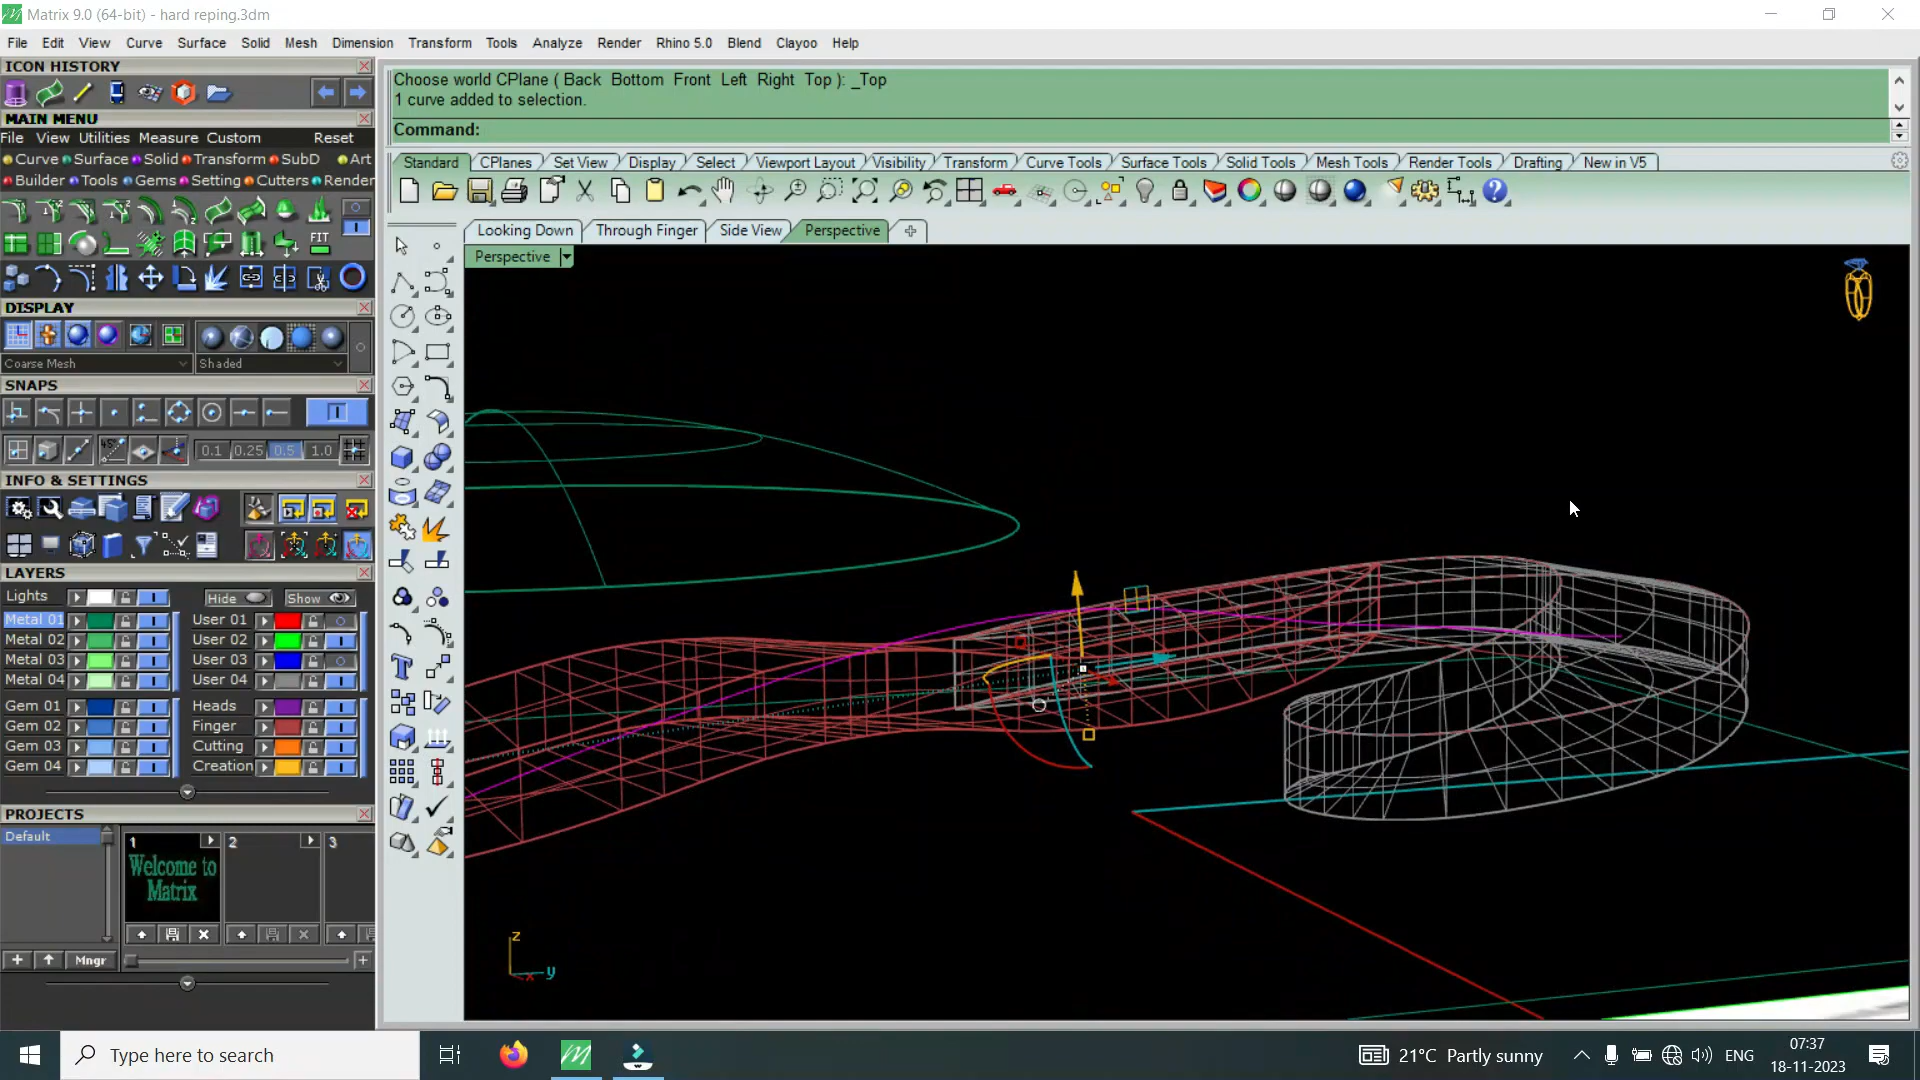 Matrix 9.0 (64-bit) - hard reping.3dm
File Edit View Curve Surface Solid Mesh Dimension Transform Tools Analyze Render Rhino 5.0 Blend Clayoo Help
ICON HISTORY
MAIN MENU
File View Utilities Measure Custom Reset
Curve Surface Solid Transform SubD Art
Builder Tools Gems Setting Cutters Render
FIT
DISPLAY
Coarse Mesh Shaded
SNAPS
45°
0.1 0.25 0.5 1.0
INFO & SETTINGS
LAYERS
Lights Hide Show
Metal 01 User 01
Metal 02 User 02
Metal 03 User 03
Metal 04 User 04
Gem 01 Heads
Gem 02 Finger
Gem 03 Cutting
Gem 04 Creation
PROJECTS
Default
1 2 3
Welcome to
Matrix
Mngr
Choose world CPlane ( Back Bottom Front Left Right Top ): _Top
1 curve added to selection.
Command:
Standard CPlanes Set View Display Select Viewport Layout Visibility Transform Curve Tools Surface Tools Solid Tools Mesh Tools Render Tools Drafting New in V5
Looking Down Through Finger Side View Perspective
Perspective
z
x y
Type here to search
21°C Partly sunny
ENG
07:37
18-11-2023